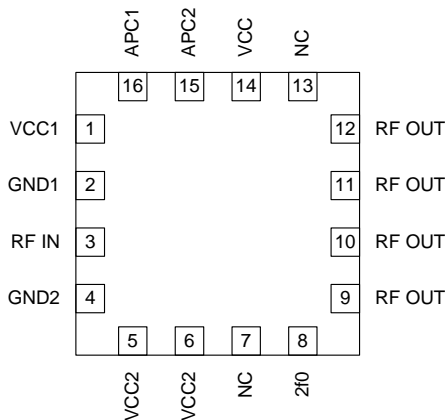 APC1 APC2 VCC NC
16 15 14 13
VCC1 1 12 RF OUT
GND1 2 11 RF OUT
RF IN 3 10 RF OUT
GND2 4 9 RF OUT
5 6 7 8
VCC2 VCC2 NC 2f0